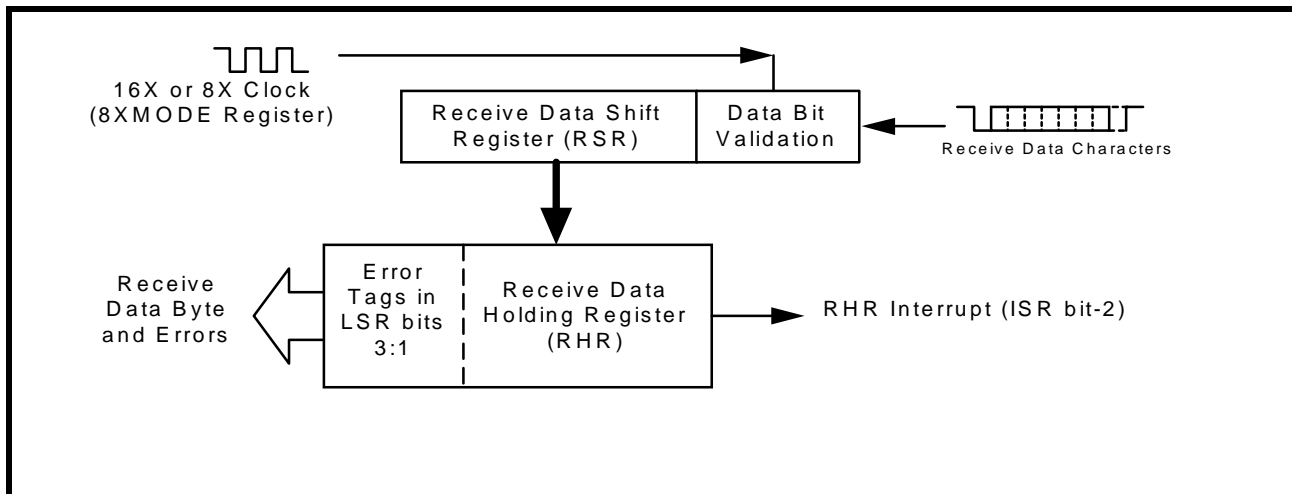 16X or 8X Clock
(8XMODE Register)
Receive Data Shift
Register (RSR)
Data Bit
Validation
Receive Data Characters
Receive
Data Byte
and Errors
Error
Tags in
LSR bits
3:1
Receive Data
Holding Register
(RHR)
RHR Interrupt (ISR bit-2)